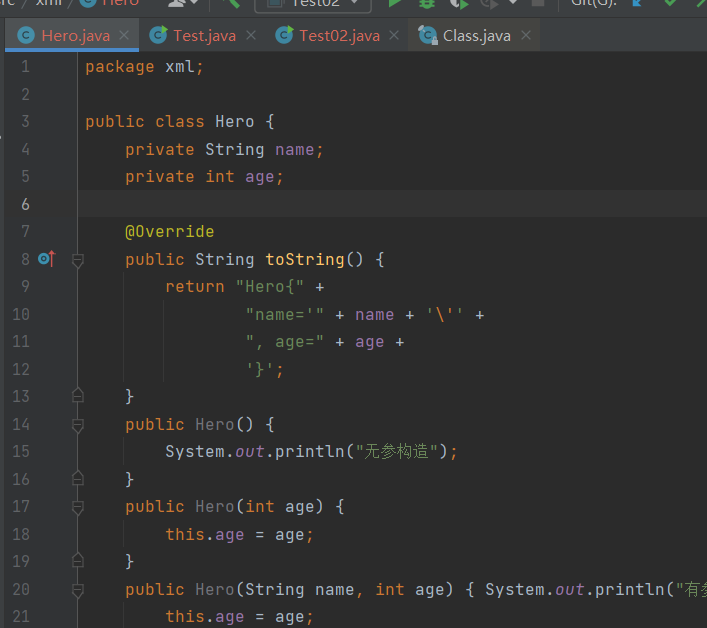 xml
Hero
Test02
Git(G):
Hero.java
Test.java
Test02.java
Class.java
1 package xml;
2
3 public class Hero {
4 private String name;
5 private int age;
6
7 @Override
8 public String toString() {
9 return "Hero{" +
10 "name='" + name + '\'' +
11 ", age=" + age +
12 '}';
13 }
14 public Hero() {
15 System.out.println("无参构造");
16 }
17 public Hero(int age) {
18 this.age = age;
19 }
20 public Hero(String name, int age) { System.out.println("有参
21 this.age = age;